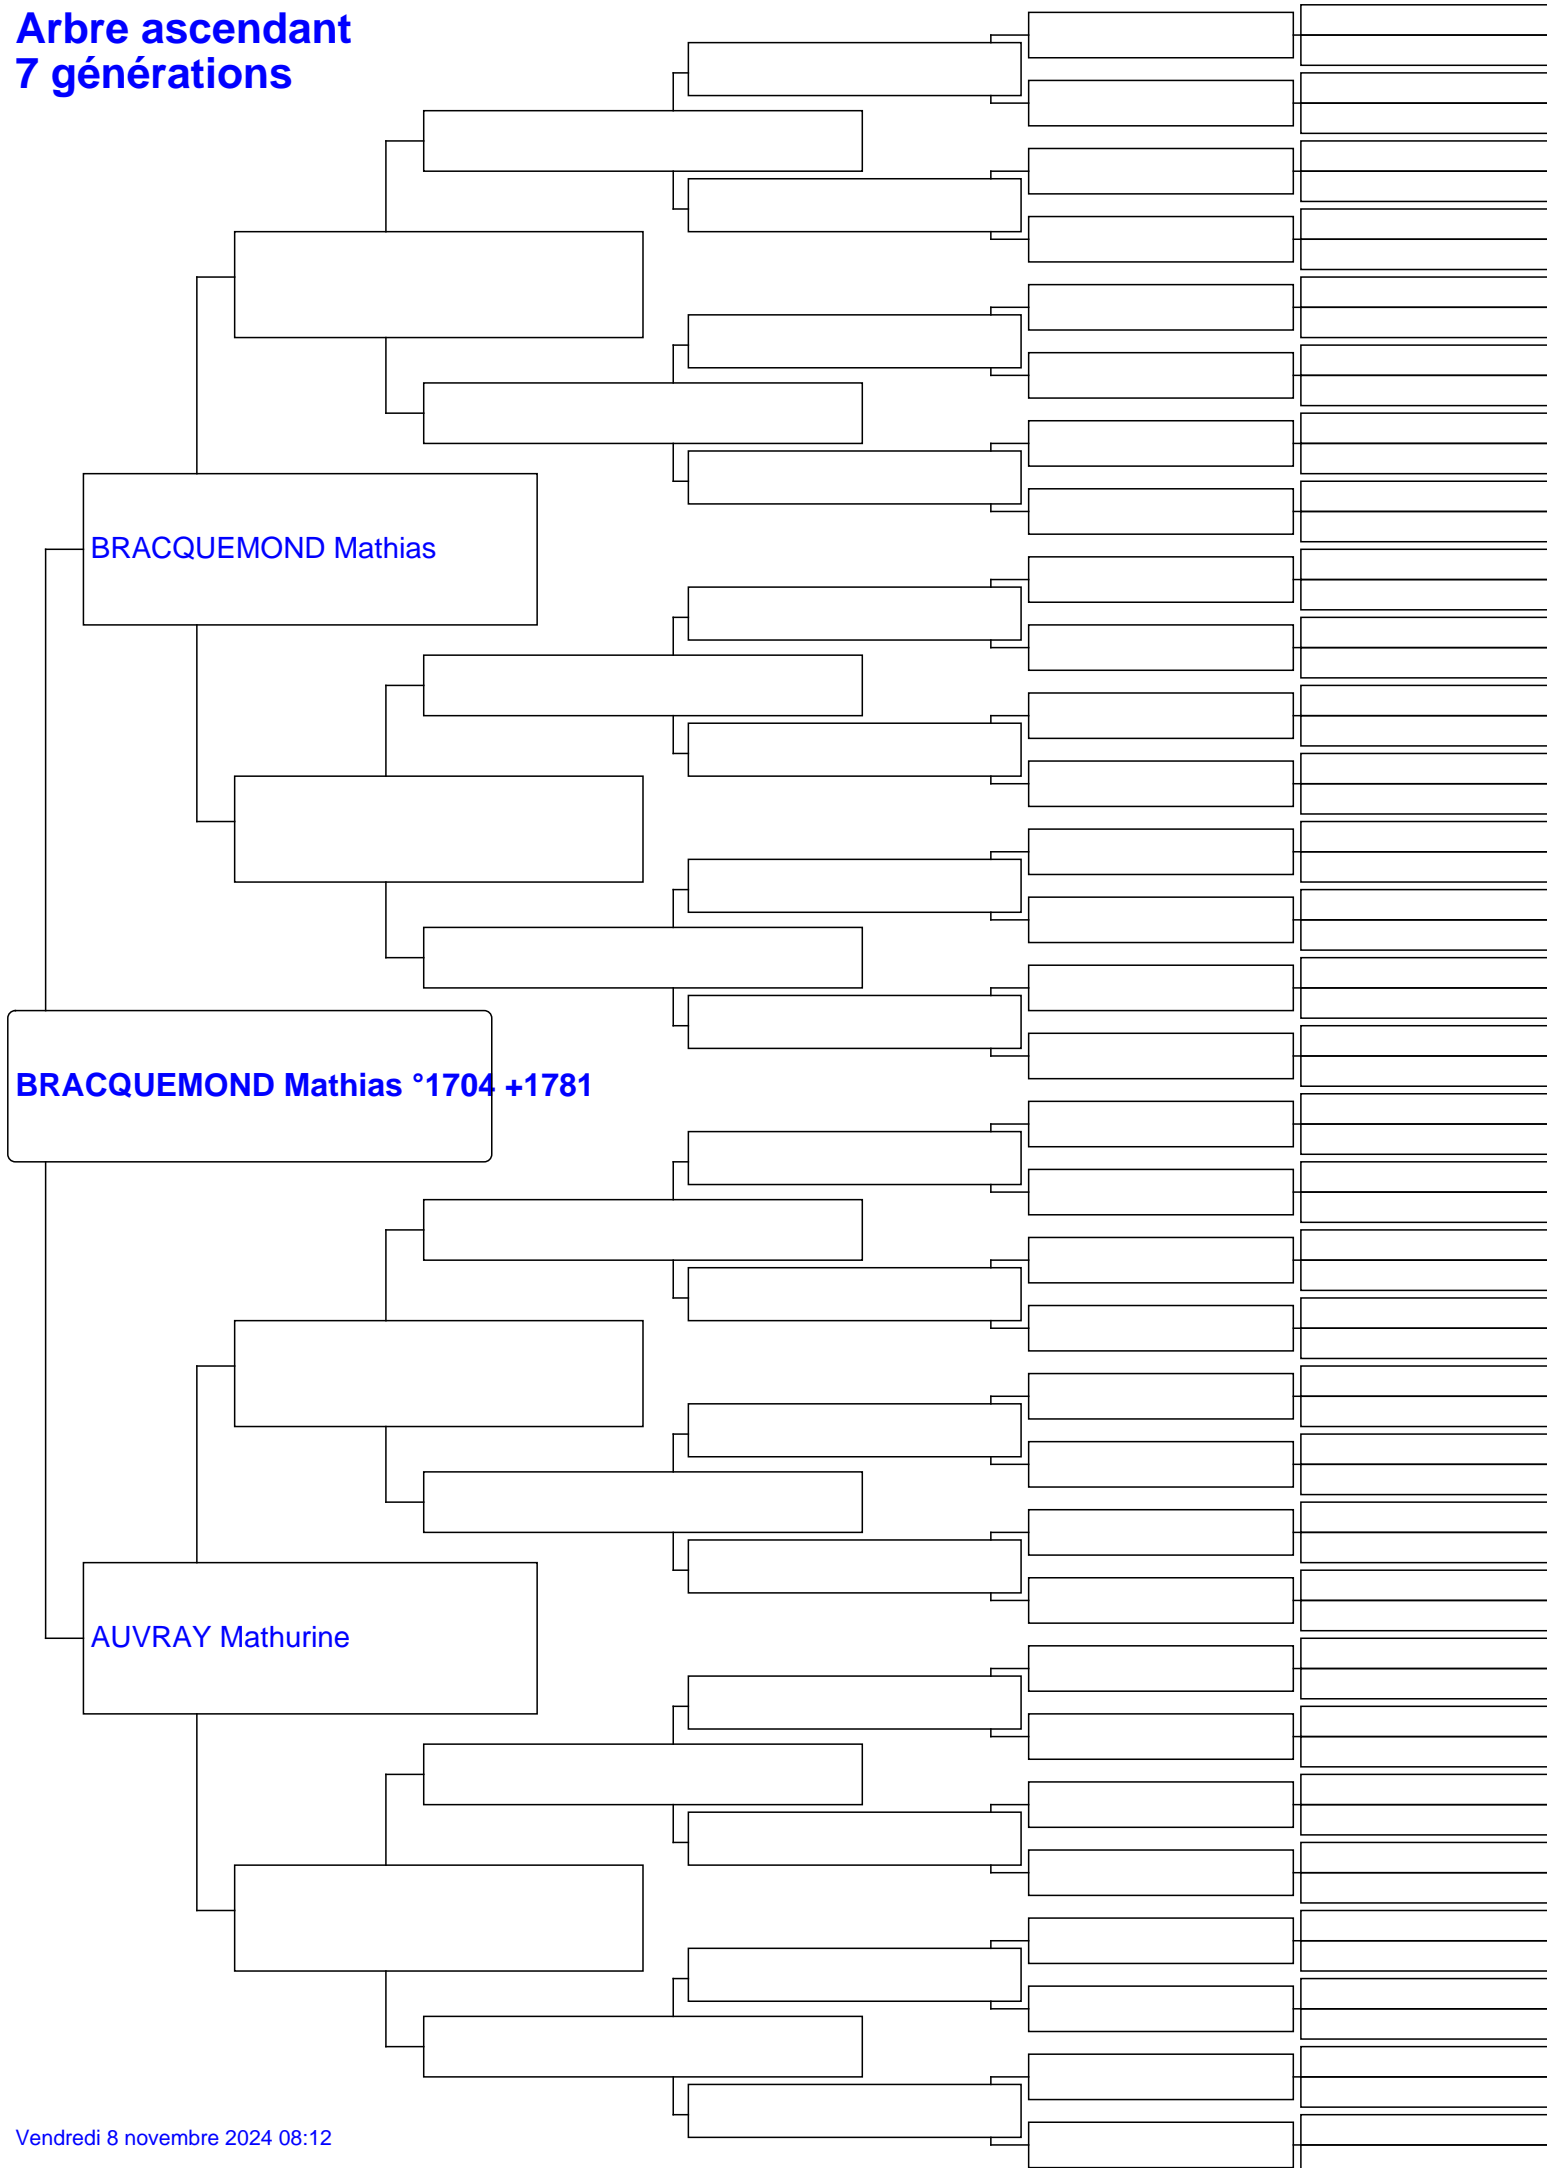 Arbre ascendant
7 générations
BRACQUEMOND Mathias
BRACQUEMOND Mathias °1704 +1781
AUVRAY Mathurine
Vendredi 8 novembre 2024 08:12